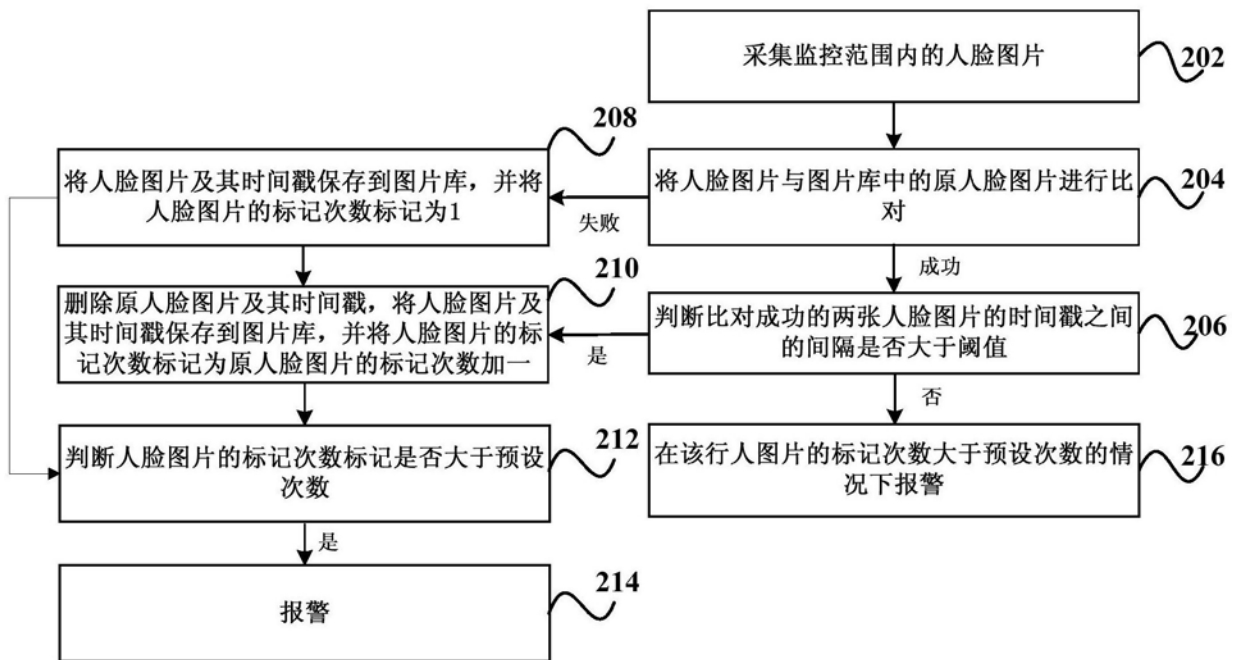 采集监控范围内的人脸图片
202
208
将人脸图片及其时间戳保存到图片库，并将
人脸图片的标记次数标记为1
将人脸图片与图片库中的原人脸图片进行比
对
204
失败
成功
210
删除原人脸图片及其时间戳，将人脸图片及
其时间戳保存到图片库，并将人脸图片的标
记次数标记为原人脸图片的标记次数加一
是
判断比对成功的两张人脸图片的时间戳之间
的间隔是否大于阈值
206
否
判断人脸图片的标记次数标记是否大于预设
次数
212
在该行人图片的标记次数大于预设次数的情
况下报警
216
是
报警
214